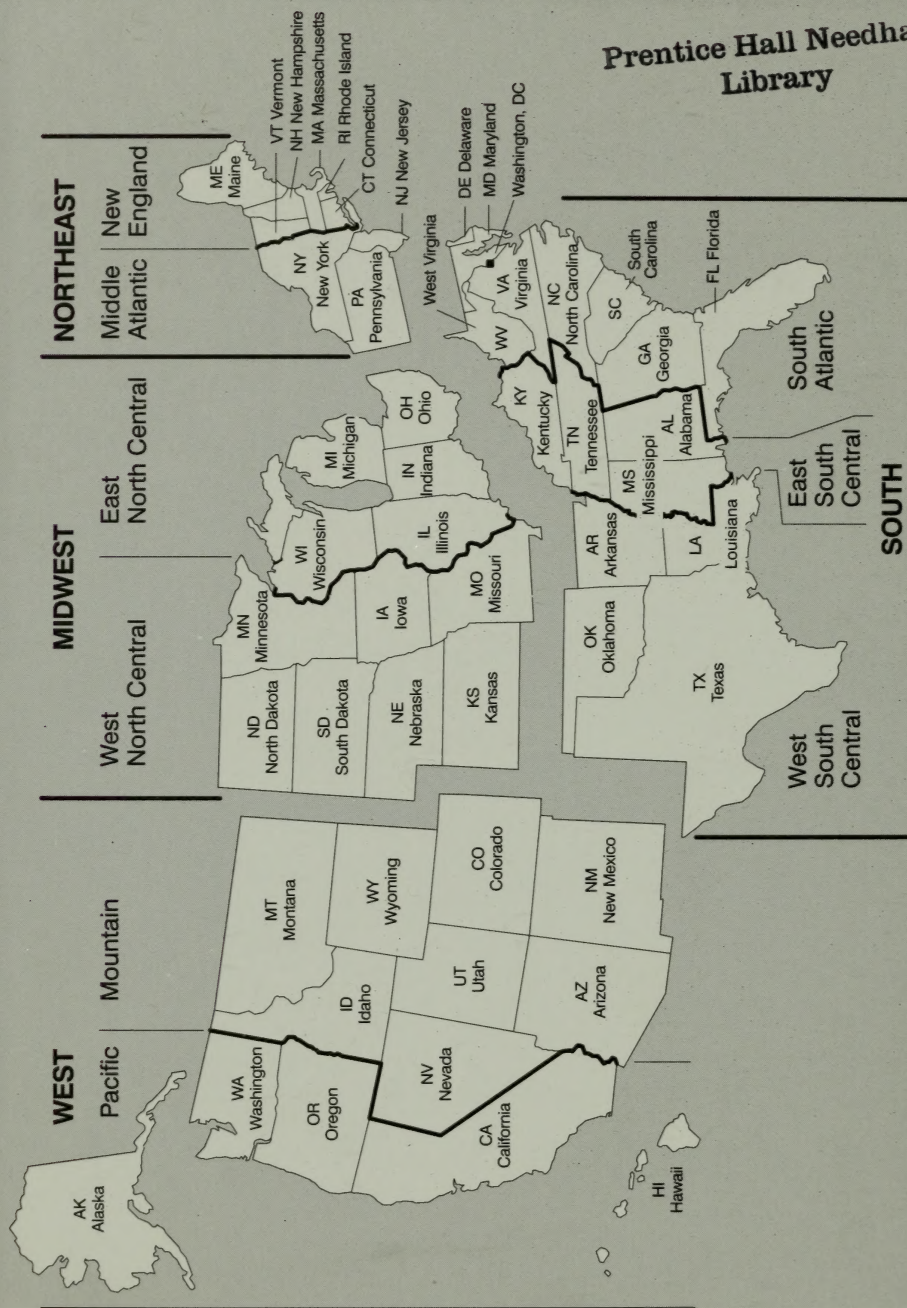 Prentice Hall Needha
Library
WEST
Pacific
Mountain
MIDWEST
West
North Central
East
North Central
NORTHEAST
Middle
Atlantic
New
England
AK
Alaska
WA
Washington
OR
Oregon
CA
California
HI
Hawaii
MT
Montana
ID
Idaho
WY
Wyoming
NV
Nevada
UT
Utah
CO
Colorado
AZ
Arizona
NM
New Mexico
ND
North Dakota
SD
South Dakota
NE
Nebraska
KS
Kansas
MN
Minnesota
IA
Iowa
MO
Missouri
WI
Wisconsin
IL
Illinois
MI
Michigan
IN
Indiana
OH
Ohio
ME
Maine
VT Vermont
NH New Hampshire
MA Massachusetts
RI Rhode Island
CT Connecticut
NJ New Jersey
NY
New York
PA
Pennsylvania
West Virginia
DE Delaware
MD Maryland
Washington, DC
WV
VA
Virginia
NC
North Carolina
SC
South
Carolina
GA
Georgia
FL Florida
KY
Kentucky
TN
Tennessee
MS
Mississippi
AL
Alabama
OK
Oklahoma
AR
Arkansas
TX
Texas
LA
Louisiana
West
South
Central
East
South
Central
South
Atlantic
SOUTH